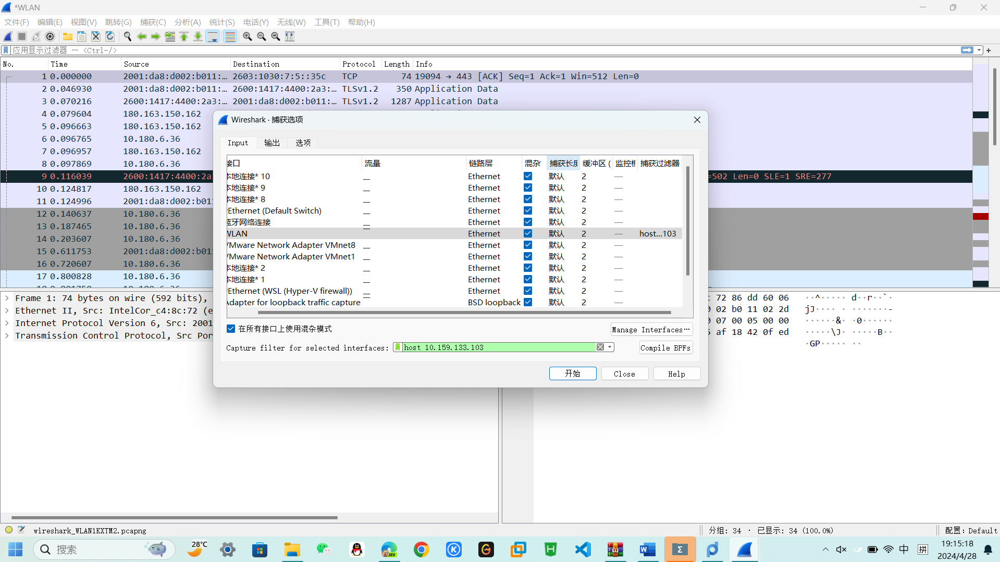 *WLAN
文件(F) 编辑(E) 视图(V) 跳转(G) 捕获(C) 分析(A) 统计(S) 电话(Y) 无线(W) 工具(T) 帮助(H)
应用显示过滤器 … <Ctrl-/>
No. Time Source Destination Protocol Length Info
1 0.000000 2001:da8:d002:b011:… 2603:1030:7:5::35c TCP 74 19094 → 443 [ACK] Seq=1 Ack=1 Win=512 Len=0
2 0.046930 2001:da8:d002:b011:… 2600:1417:4400:2a3:… TLSv1.2 350 Application Data
3 0.070216 2600:1417:4400:2a3:… 2001:da8:d002:b011:… TLSv1.2 1287 Application Data
4 0.079604 180.163.150.162
5 0.096663 180.163.150.162
6 0.096765 10.180.6.36
7 0.096957 180.163.150.162
8 0.097869 10.180.6.36
9 0.116039 2600:1417:4400:2a3 =502 Len=0 SLE=1 SRE=277
10 0.124817 180.163.150.162
11 0.124996 2001:da8:d002:b011
12 0.140637 10.180.6.36
13 0.187465 10.180.6.36
14 0.203607 10.180.6.36
15 0.611753 2001:da8:d002:b011
16 0.720607 10.180.6.36
17 0.800828 10.180.6.36
Wireshark · 捕获选项
Input 输出 选项
接口 流量 链路层 混杂 捕获长度 缓冲区 ( 监控模 捕获过滤器
本地连接* 10 Ethernet 默认 2 —
本地连接* 9 Ethernet 默认 2 —
本地连接* 8 Ethernet 默认 2 —
Ethernet (Default Switch) Ethernet 默认 2 —
蓝牙网络连接 Ethernet 默认 2 —
WLAN Ethernet 默认 2 — host...103
VMware Network Adapter VMnet8 Ethernet 默认 2 —
VMware Network Adapter VMnet1 Ethernet 默认 2 —
本地连接* 2 Ethernet 默认 2 —
本地连接* 1 Ethernet 默认 2 —
Ethernet (WSL (Hyper-V firewall)) Ethernet 默认 2 —
Adapter for loopback traffic capture BSD loopback 默认 2 —
在所有接口上使用混杂模式
Manage Interfaces…
Capture filter for selected interfaces: host 10.159.133.103
Compile BPFs
开始 Close Help
Frame 1: 74 bytes on wire (592 bits),
Ethernet II, Src: IntelCor_c4:8c:72 (e
Internet Protocol Version 6, Src: 2001
Transmission Control Protocol, Src Por
c 72 86 dd 60 06 ··^····· d··r··`·
0 02 b0 11 02 2d jJ···· · ·······-
0 07 00 05 00 00 ······&· ·0······
af 18 42 0f ed ·····\J· ·····B··
·GP····· ··
wireshark_WLAN1KXTM2.pcapng
分组: 34 · 已显示: 34 (100.0%)
配置: Default
搜索
28°C
DEV
中
拼
19:15:18
2024/4/28